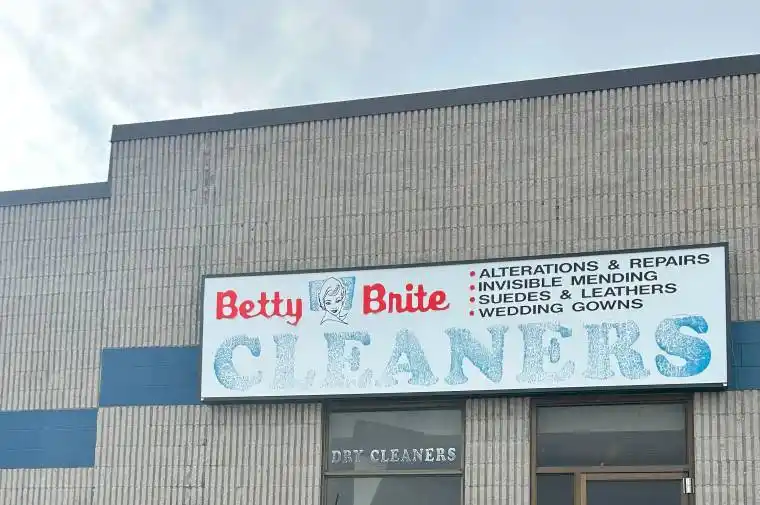 Betty Brite
• ALTERATIONS & REPAIRS
• INVISIBLE MENDING
• SUEDES & LEATHERS
• WEDDING GOWNS
CLEANERS
DRY CLEANERS